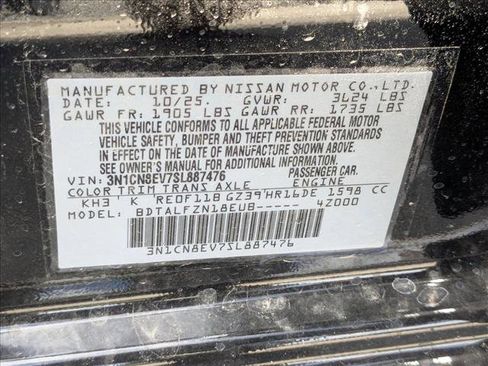 MANUFACTURED BY NISSAN MOTOR CO.,LTD.
DATE: 10/25. GVWR: 3624 LBS
GAWR FR: 1905 LBS GAWR RR: 1735 LBS
THIS VEHICLE CONFORMS TO ALL APPLICABLE FEDERAL MOTOR
VEHICLE SAFETY, BUMPER AND THEFT PREVENTION STANDARDS
IN EFFECT ON THE DATE OF MANUFACTURE SHOWN ABOVE.
SEE OWNER'S MANUAL FOR ADDITIONAL INFORMATION.
VIN: 3N1CN9EV7SL887476 PASSENGER CAR.
COLOR TRIM TRANS AXLE ENGINE
KH3 K RE0F11B GZ39 HR16DE 1598 CC
MODEL: BDTALFZN18EUB-------- 4Z000
3N1CN8EV7SL887476